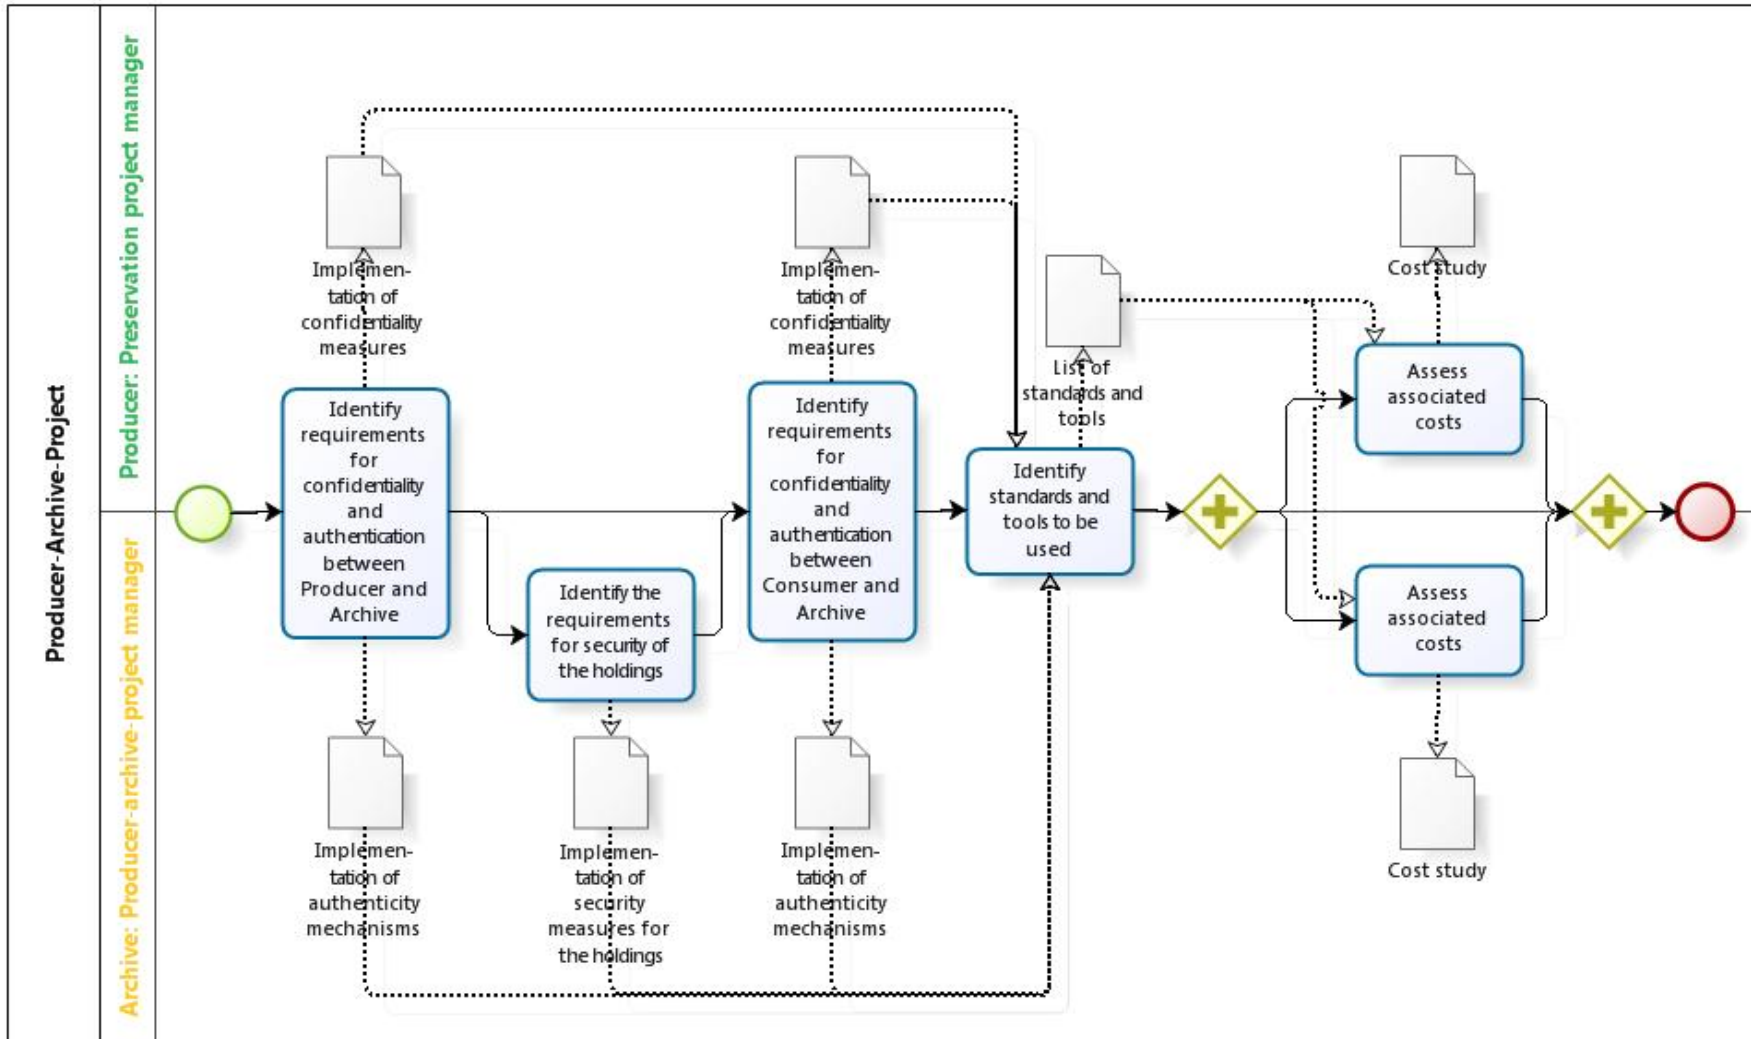 Producer-Archive-Project
Producer: Preservation project manager
Archive: Producer-archive-project manager
Implemen-
tation of
confidentiality
measures
Implemen-
tation of
confidentiality
measures
List of
standards and
tools
Cost study
Identify
requirements
for
confidentiality
and
authentication
between
Producer and
Archive
Identify the
requirements
for security of
the holdings
Identify
requirements
for
confidentiality
and
authentication
between
Consumer and
Archive
Identify
standards and
tools to be
used
Assess
associated
costs
Assess
associated
costs
Implemen-
tation of
authenticity
mechanisms
Implemen-
tation of
security
measures for
the holdings
Implemen-
tation of
authenticity
mechanisms
Cost study